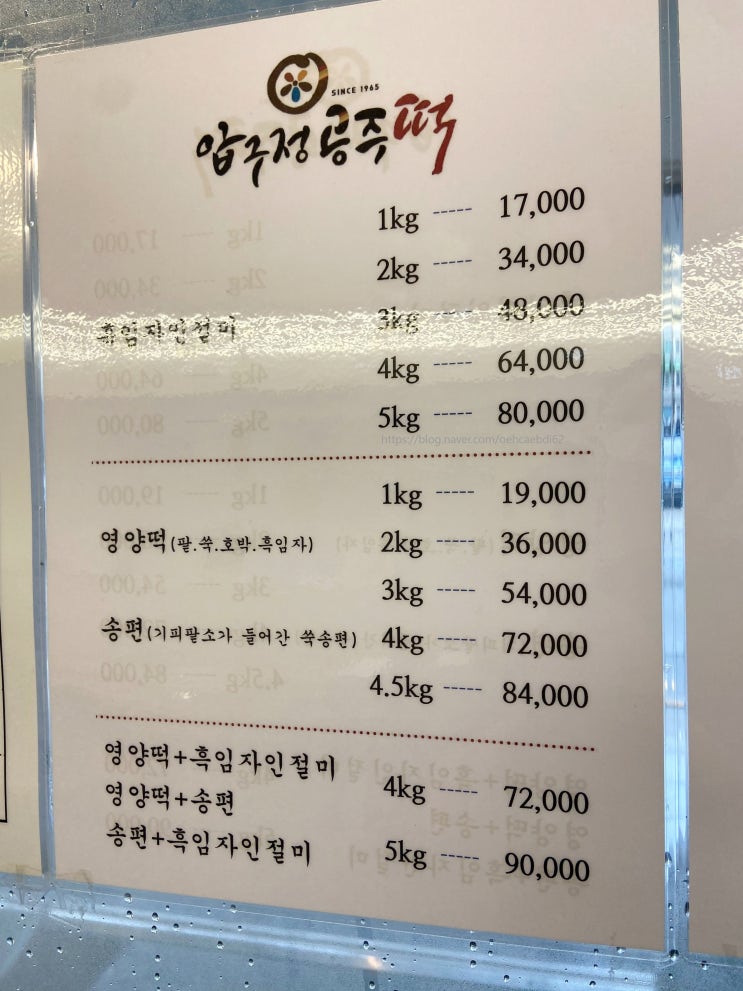 SINCE 1965
압구정공주떡
1kg ----- 17,000
2kg ----- 34,000
흑임자인절미 3kg ----- 48,000
4kg ----- 64,000
5kg ----- 80,000
https://blog.naver.com/oehcaebdi62
1kg ----- 19,000
영양떡(팥.쑥.호박.흑임자) 2kg ----- 36,000
3kg ----- 54,000
송편(기피팥소가 들어간 쑥송편) 4kg ----- 72,000
4.5kg ----- 84,000
영양떡+흑임자인절미
영양떡+송편 4kg ----- 72,000
송편+흑임자인절미 5kg ----- 90,000